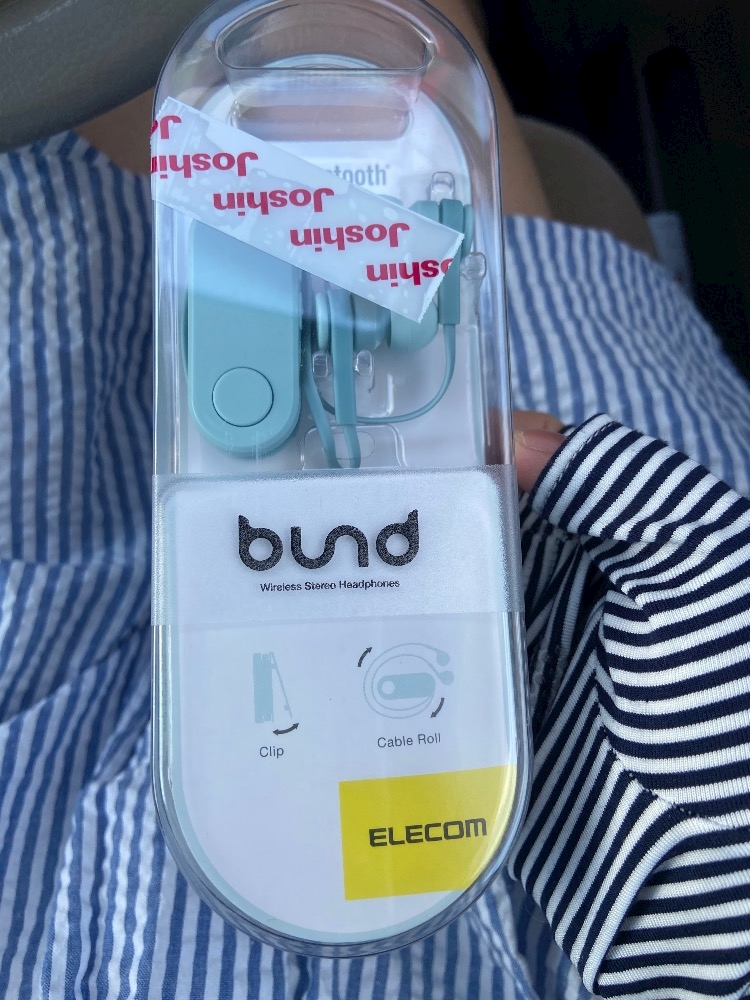 Joshin
Joshin
Joshin
Joshin
bund
Wireless Stereo Headphones
Clip
Cable Roll
ELECOM